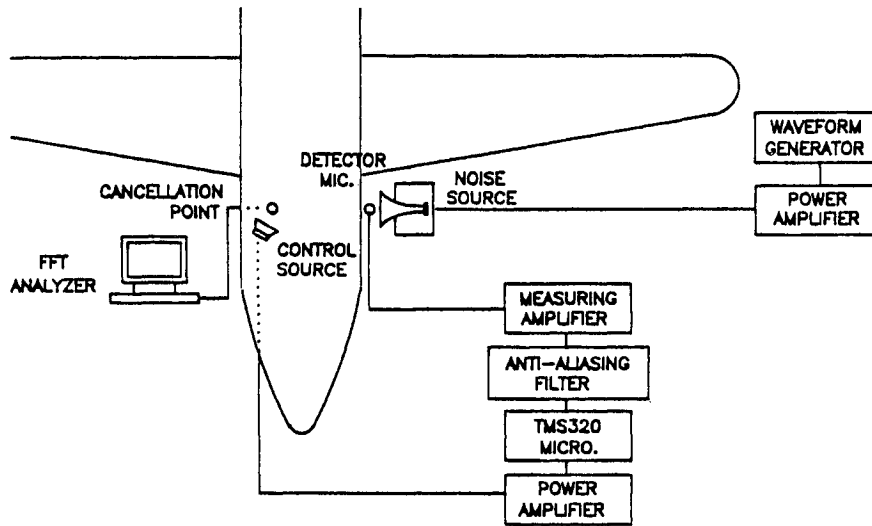 WAVEFORM
GENERATOR
POWER
AMPLIFIER
DETECTOR
MIC.
NOISE
SOURCE
CANCELLATION
POINT
CONTROL
SOURCE
FFT
ANALYZER
MEASURING
AMPLIFIER
ANTI-ALIASING
FILTER
TMS320
MICRO.
POWER
AMPLIFIER